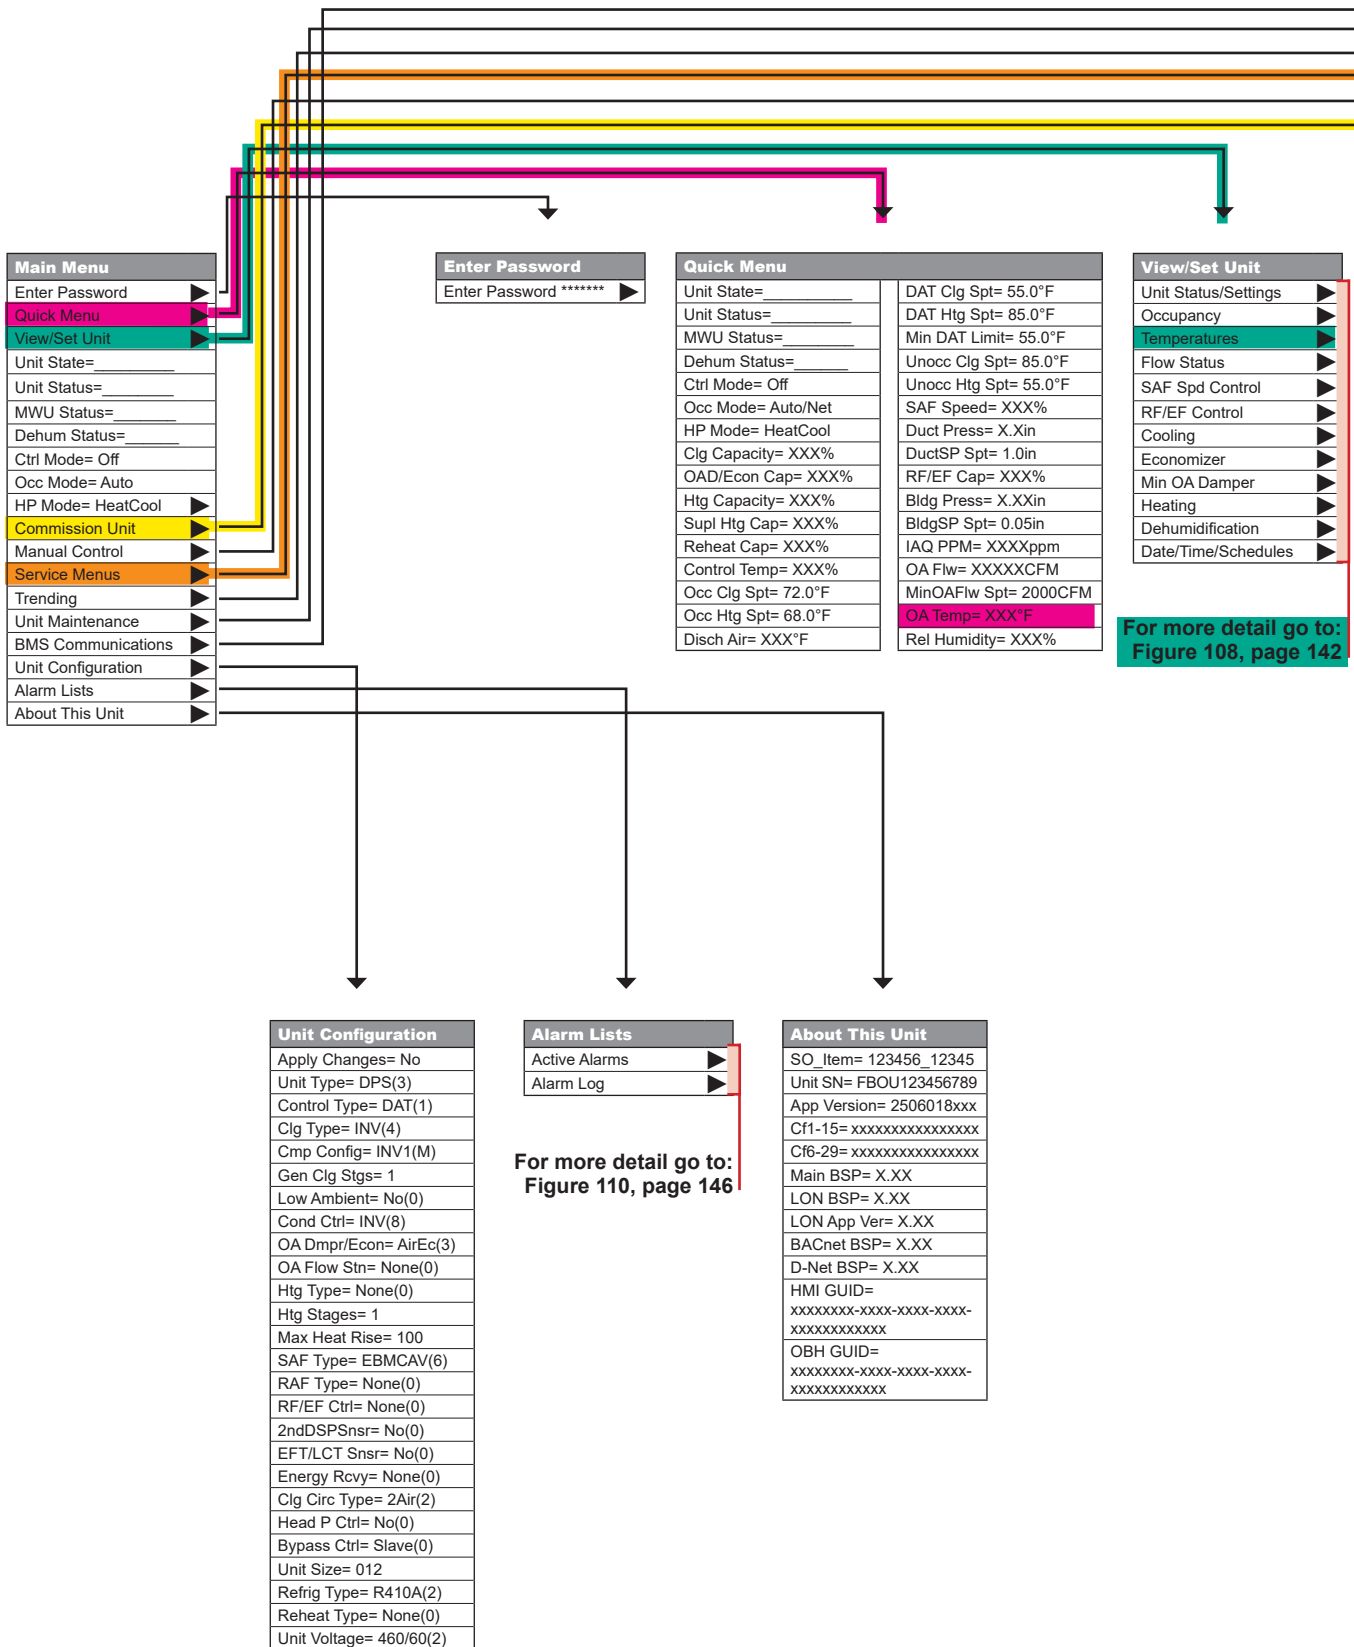 Main Menu
Enter Password
Quick Menu
View/Set Unit
Unit State=__________
Unit Status=_________
MWU Status=_______
Dehum Status=______
Ctrl Mode= Off
Occ Mode= Auto
HP Mode= HeatCool
Commission Unit
Manual Control
Service Menus
Trending
Unit Maintenance
BMS Communications
Unit Configuration
Alarm Lists
About This Unit
Enter Password
Enter Password *******
Quick Menu
Unit State=__________
Unit Status=_________
MWU Status=________
Dehum Status=______
Ctrl Mode= Off
Occ Mode= Auto/Net
HP Mode= HeatCool
Clg Capacity= XXX%
OAD/Econ Cap= XXX%
Htg Capacity= XXX%
Supl Htg Cap= XXX%
Reheat Cap= XXX%
Control Temp= XXX%
Occ Clg Spt= 72.0°F
Occ Htg Spt= 68.0°F
Disch Air= XXX°F
DAT Clg Spt= 55.0°F
DAT Htg Spt= 85.0°F
Min DAT Limit= 55.0°F
Unocc Clg Spt= 85.0°F
Unocc Htg Spt= 55.0°F
SAF Speed= XXX%
Duct Press= X.Xin
DuctSP Spt= 1.0in
RF/EF Cap= XXX%
Bldg Press= X.XXin
BldgSP Spt= 0.05in
IAQ PPM= XXXXppm
OA Flw= XXXXXCFM
MinOAFlw Spt= 2000CFM
OA Temp= XXX°F
Rel Humidity= XXX%
View/Set Unit
Unit Status/Settings
Occupancy
Temperatures
Flow Status
SAF Spd Control
RF/EF Control
Cooling
Economizer
Min OA Damper
Heating
Dehumidification
Date/Time/Schedules
For more detail go to:
Figure 108, page 142
Unit Configuration
Apply Changes= No
Unit Type= DPS(3)
Control Type= DAT(1)
Clg Type= INV(4)
Cmp Config= INV1(M)
Gen Clg Stgs= 1
Low Ambient= No(0)
Cond Ctrl= INV(8)
OA Dmpr/Econ= AirEc(3)
OA Flow Stn= None(0)
Htg Type= None(0)
Htg Stages= 1
Max Heat Rise= 100
SAF Type= EBMCAV(6)
RAF Type= None(0)
RF/EF Ctrl= None(0)
2ndDSPSnsr= No(0)
EFT/LCT Snsr= No(0)
Energy Rcvy= None(0)
Clg Circ Type= 2Air(2)
Head P Ctrl= No(0)
Bypass Ctrl= Slave(0)
Unit Size= 012
Refrig Type= R410A(2)
Reheat Type= None(0)
Unit Voltage= 460/60(2)
Alarm Lists
Active Alarms
Alarm Log
For more detail go to:
Figure 110, page 146
About This Unit
SO_Item= 123456_12345
Unit SN= FBOU123456789
App Version= 2506018xxx
Cf1-15= xxxxxxxxxxxxxxxx
Cf6-29= xxxxxxxxxxxxxxxx
Main BSP= X.XX
LON BSP= X.XX
LON App Ver= X.XX
BACnet BSP= X.XX
D-Net BSP= X.XX
HMI GUID=
xxxxxxxx-xxxx-xxxx-xxxx-
xxxxxxxxxxxx
OBH GUID=
xxxxxxxx-xxxx-xxxx-xxxx-
xxxxxxxxxxxx